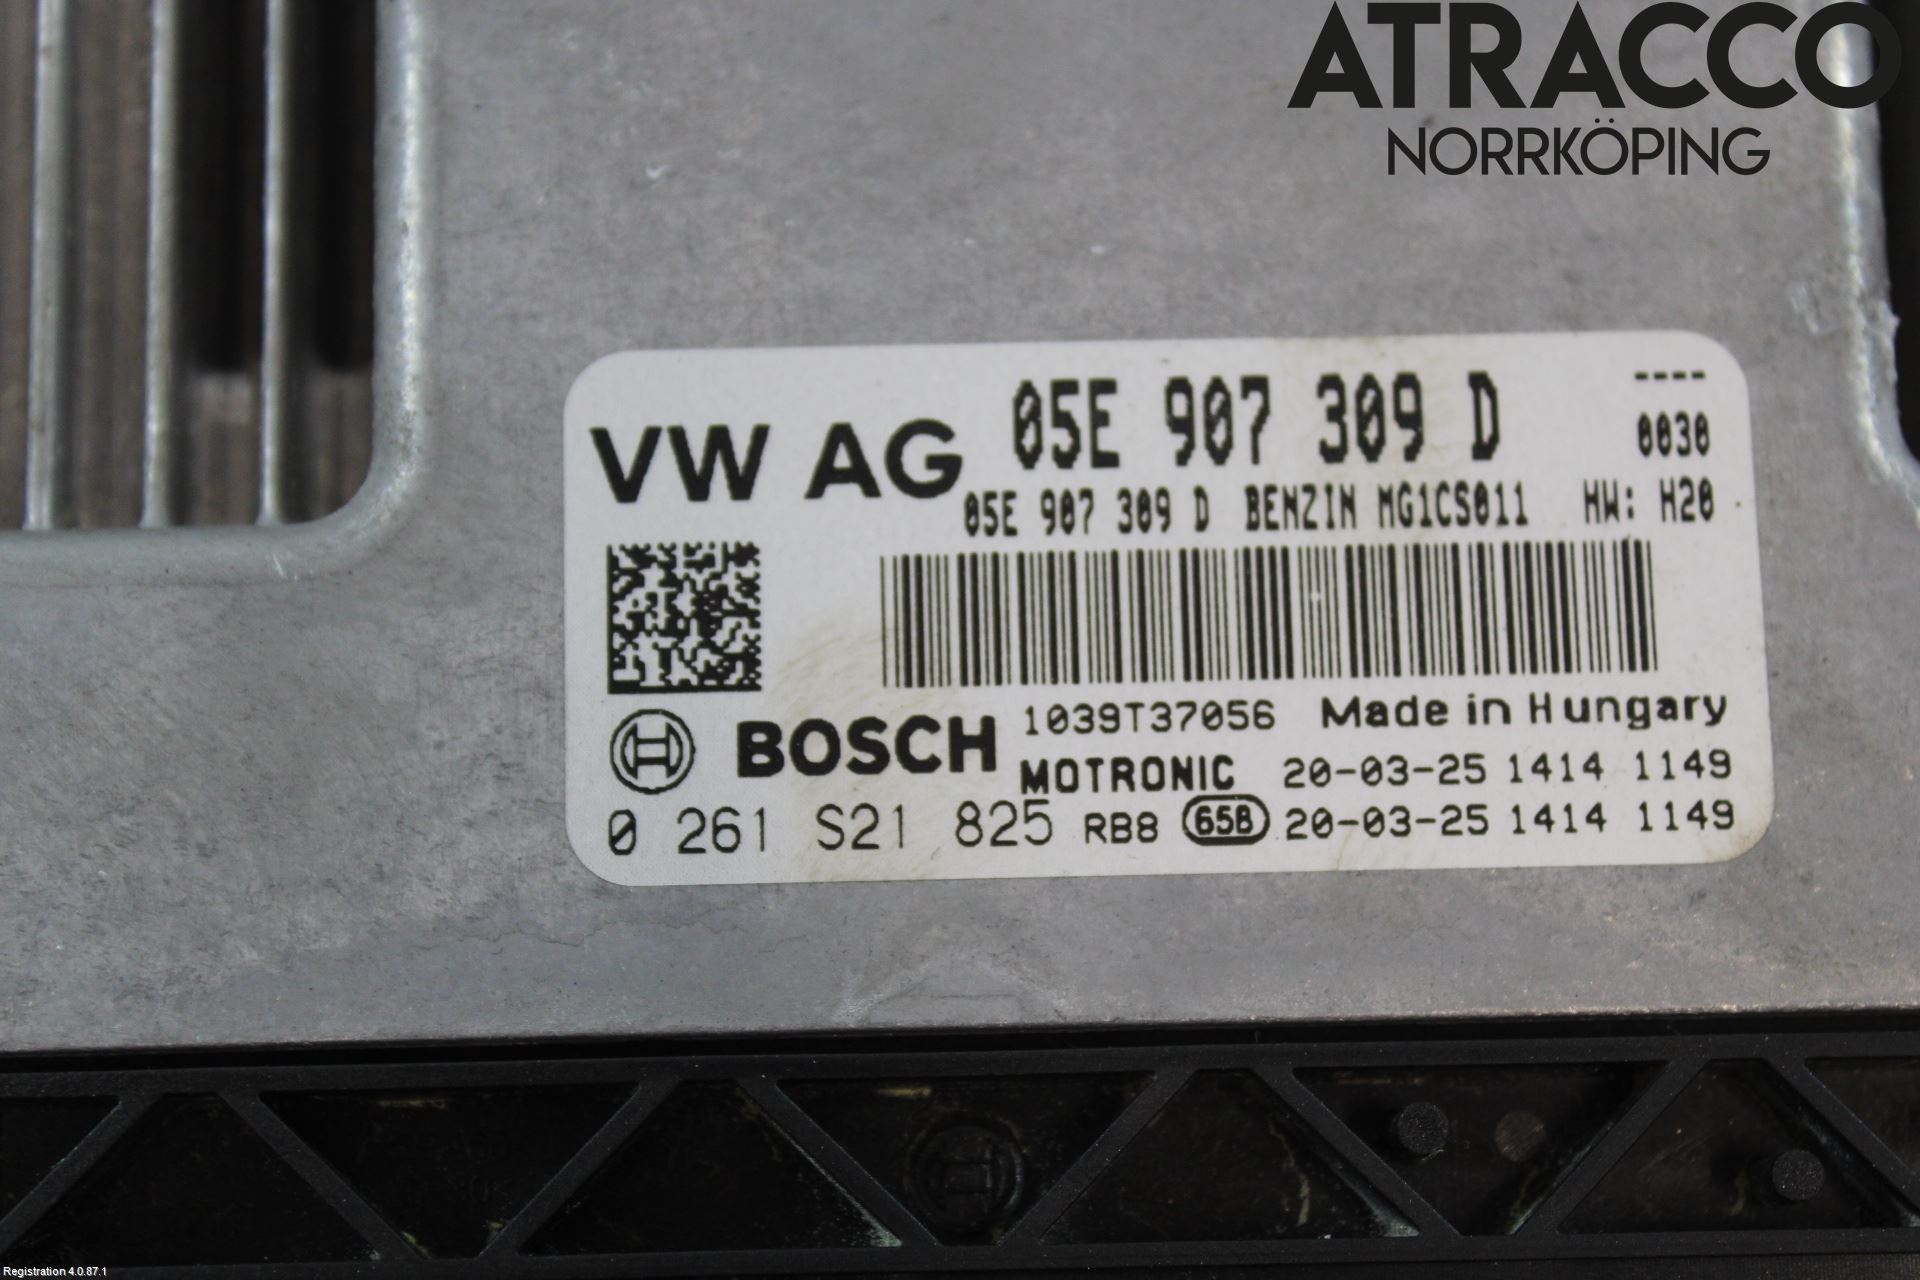 ATRACCO
NORRKÖPING
VW AG 05E 907 309 D ----
0030
05E 907 309 D BENZIN MG1CS011 HW: H20
BOSCH 1039T37056 Made in Hungary
MOTRONIC 20-03-25 1414 1149
0 261 S21 825 RB8 65B 20-03-25 1414 1149
Registration 4.0.87.1